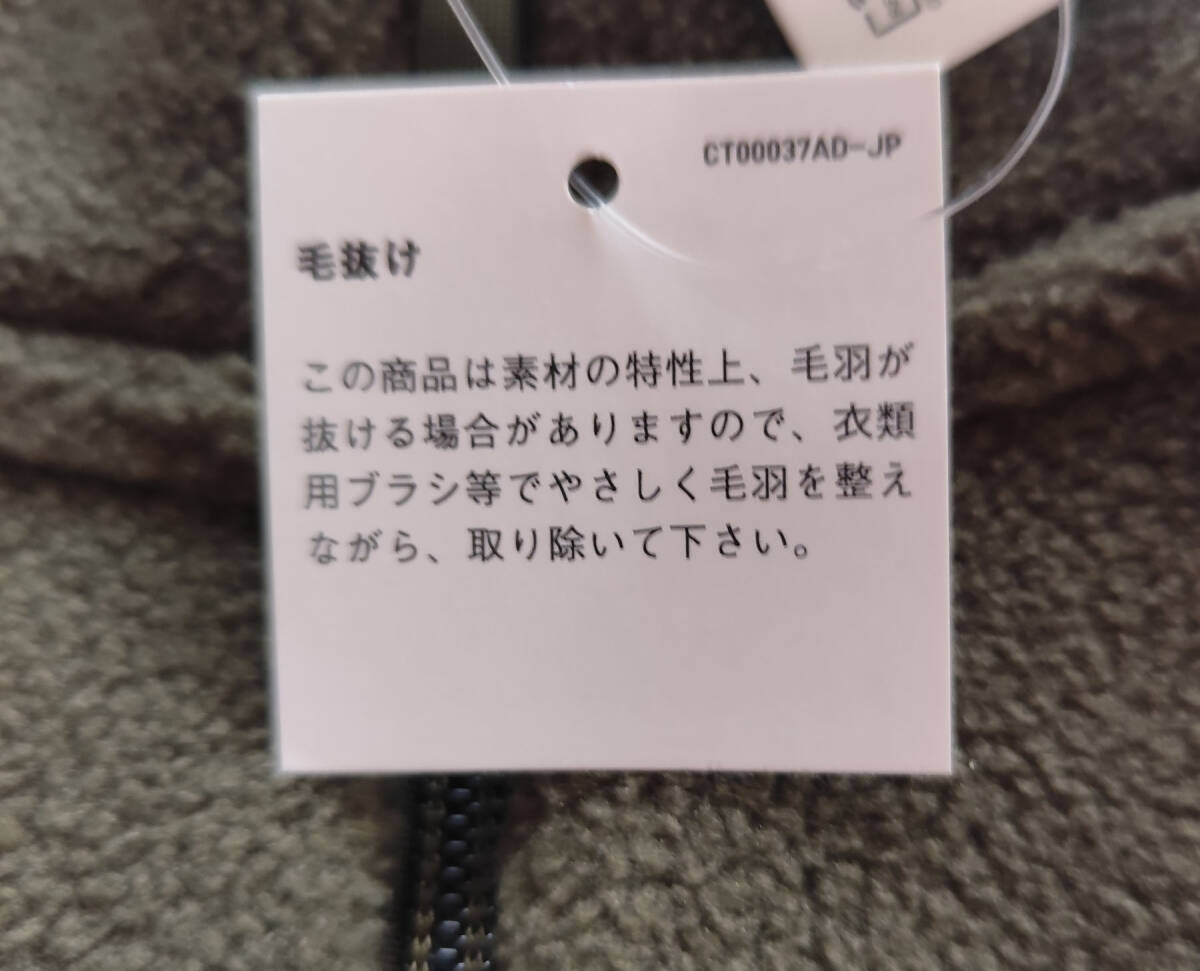 CT00037AD-JP
毛抜け
この商品は素材の特性上、毛羽が
抜ける場合がありますので、衣類
用ブラシ等でやさしく毛羽を整え
ながら、取り除いて下さい。